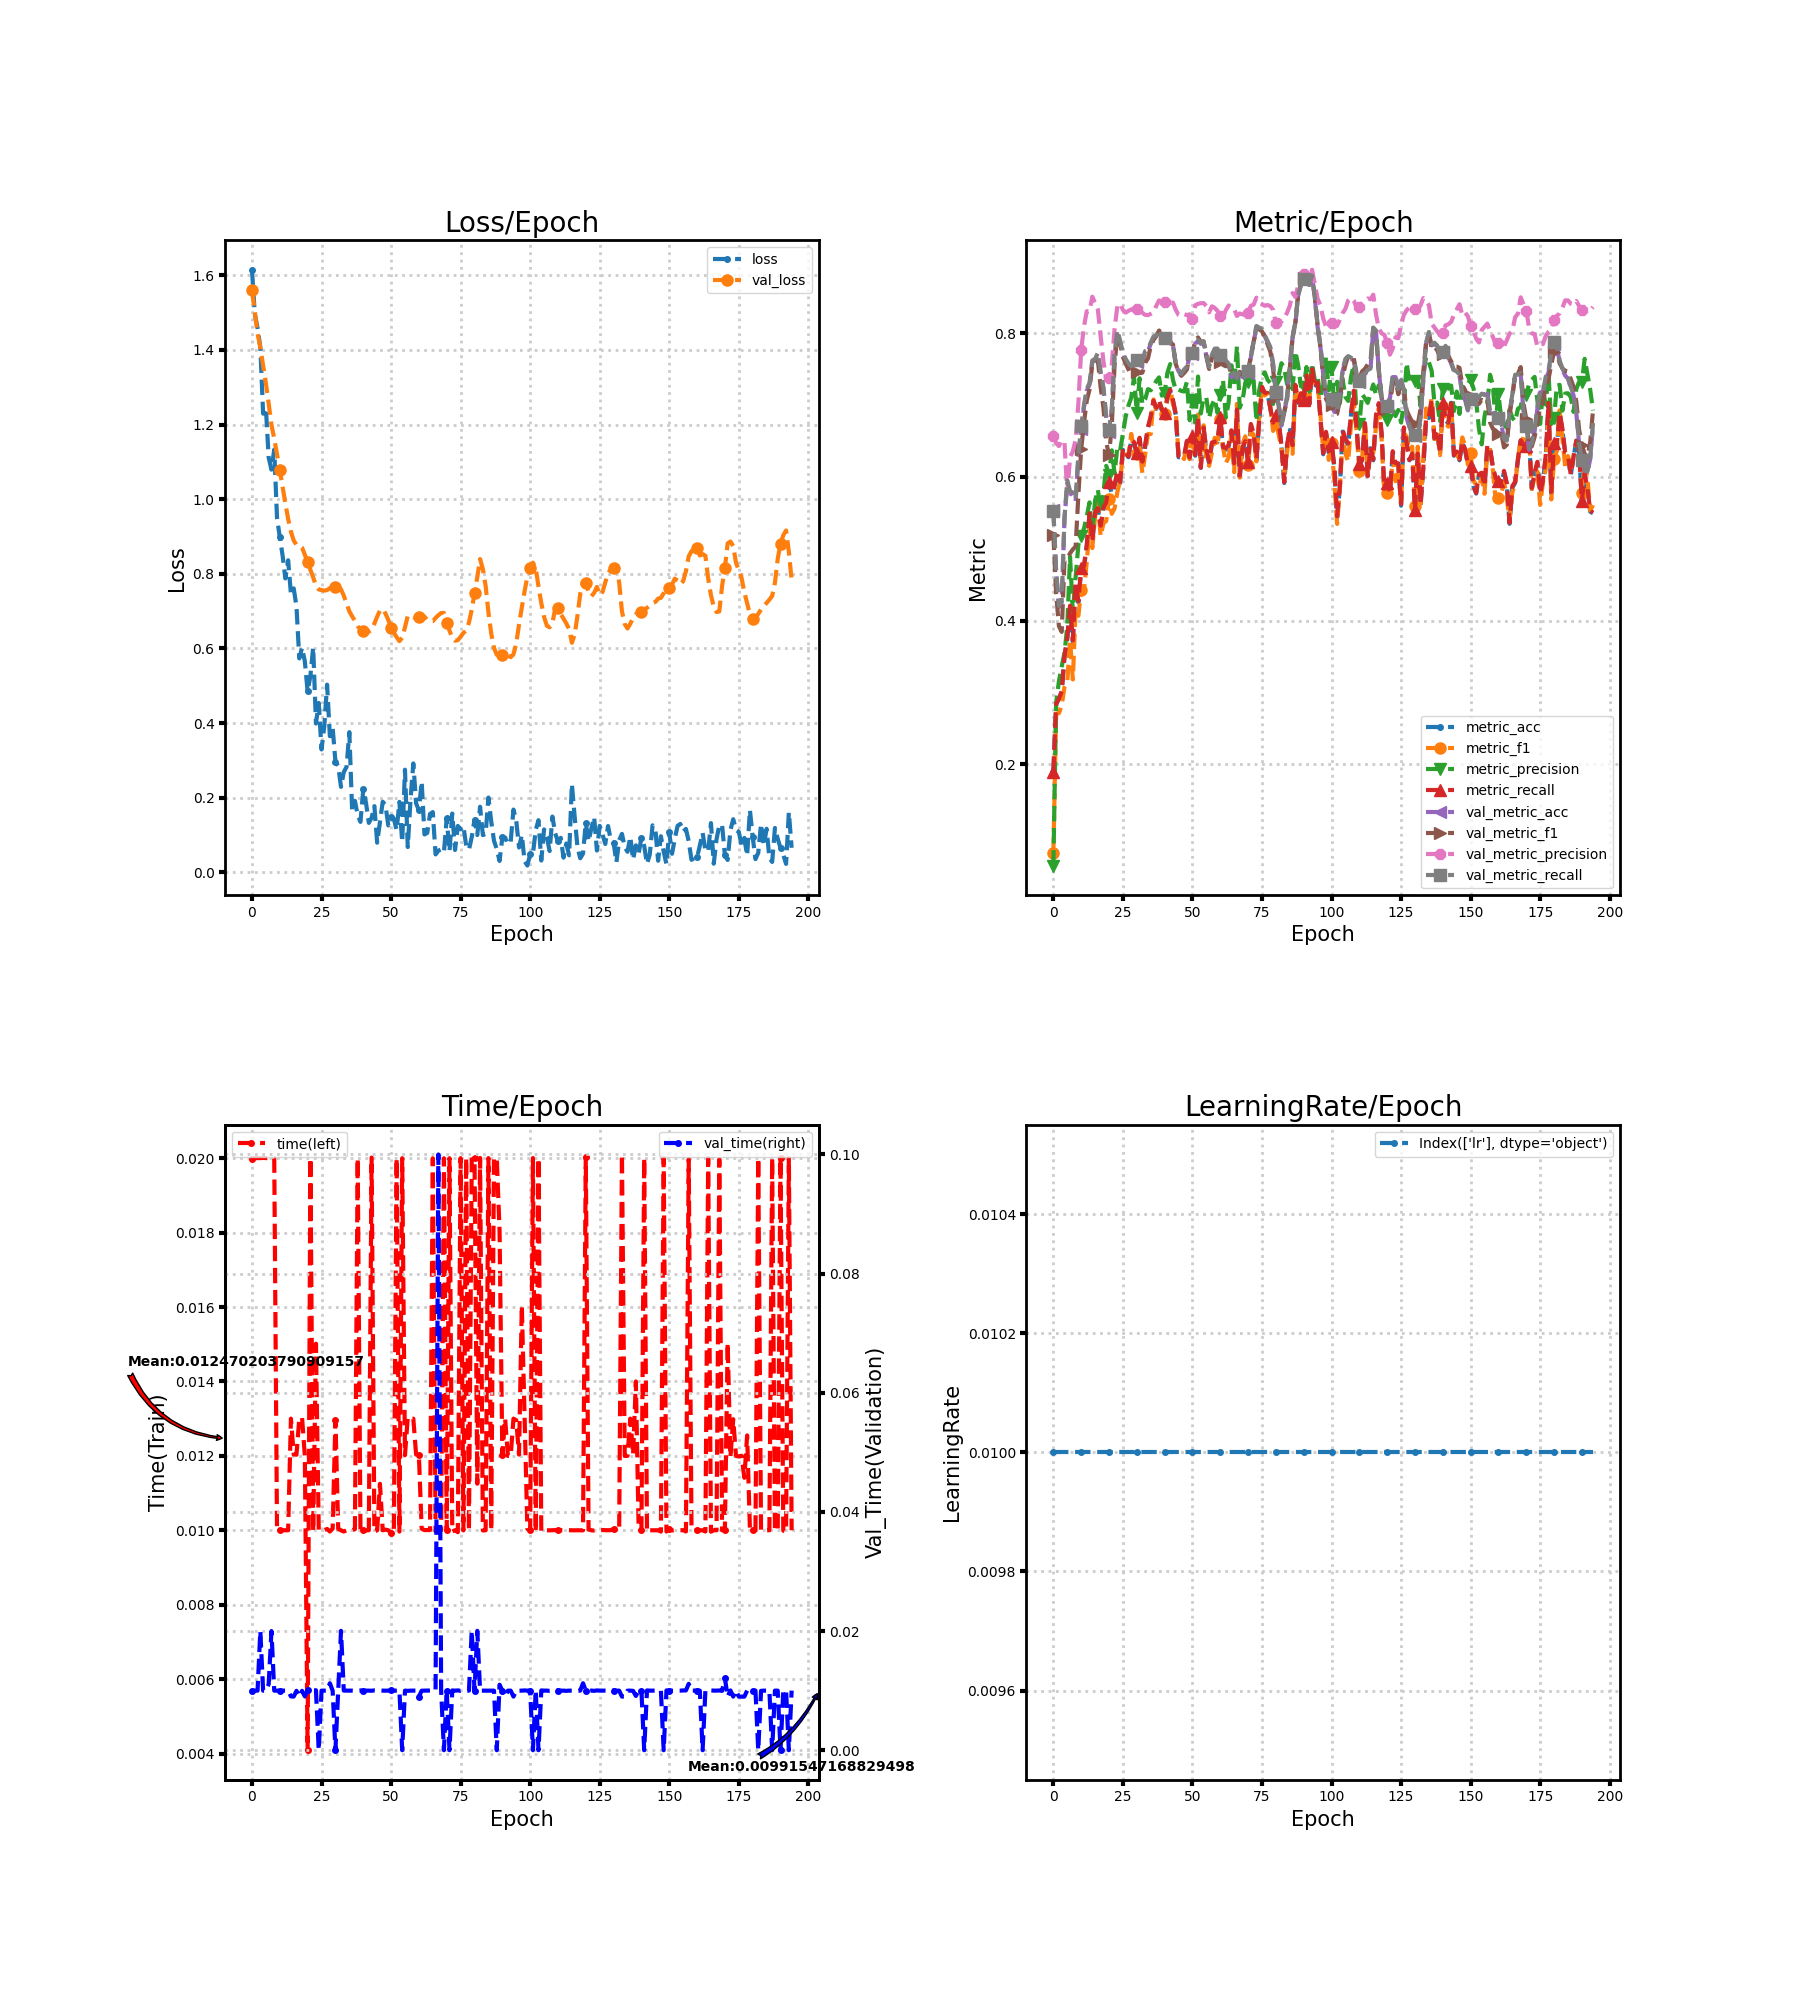 Loss/Epoch
loss
val_loss
1.6
1.4
1.2
1.0
0.8
0.6
0.4
0.2
0.0
Loss
0 25 50 75 100 125 150 175 200
Epoch
Metric/Epoch
0.8
0.6
0.4
0.2
Metric
metric_acc
metric_f1
metric_precision
metric_recall
val_metric_acc
val_metric_f1
val_metric_precision
val_metric_recall
0 25 50 75 100 125 150 175 200
Epoch
Time/Epoch
time(left)
val_time(right)
0.020
0.018
0.016
0.014
0.012
0.010
0.008
0.006
0.004
Time(Train)
Mean:0.012470203790909157
0.10
0.08
0.06
0.04
0.02
0.00
Val_Time(Validation)
Mean:0.00991547168829498
0 25 50 75 100 125 150 175 200
Epoch
LearningRate/Epoch
Index(['lr'], dtype='object')
0.0104
0.0102
0.0100
0.0098
0.0096
LearningRate
0 25 50 75 100 125 150 175 200
Epoch